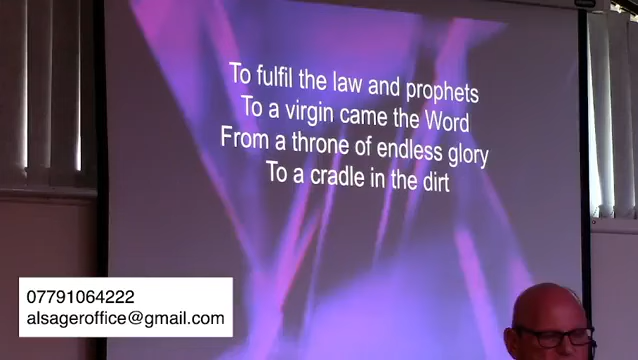 To fulfil the law and prophets
To a virgin came the Word
From a throne of endless glory
To a cradle in the dirt
07791064222
alsageroffice@gmail.com